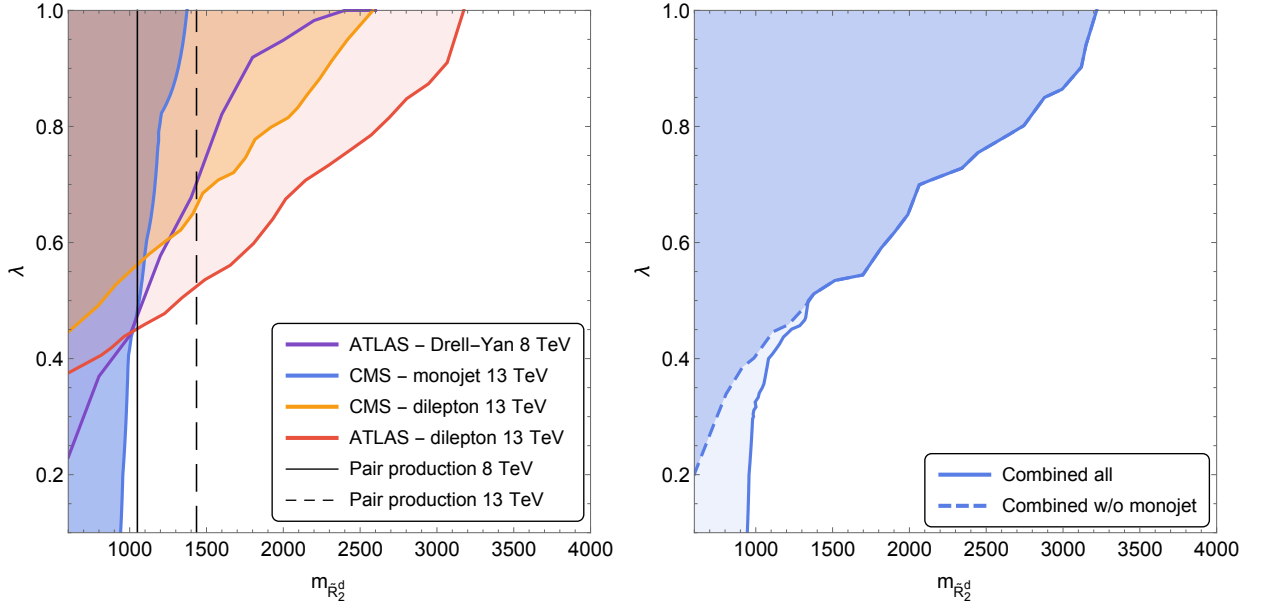 1.0
0.8
0.6
0.4
0.2
λ
1000 1500 2000 2500 3000 3500 4000
m_{R̃₂ᵈ}
ATLAS – Drell–Yan 8 TeV
CMS – monojet 13 TeV
CMS – dilepton 13 TeV
ATLAS – dilepton 13 TeV
Pair production 8 TeV
Pair production 13 TeV
1.0
0.8
0.6
0.4
0.2
λ
1000 1500 2000 2500 3000 3500 4000
m_{R̃₂ᵈ}
Combined all
Combined w/o monojet